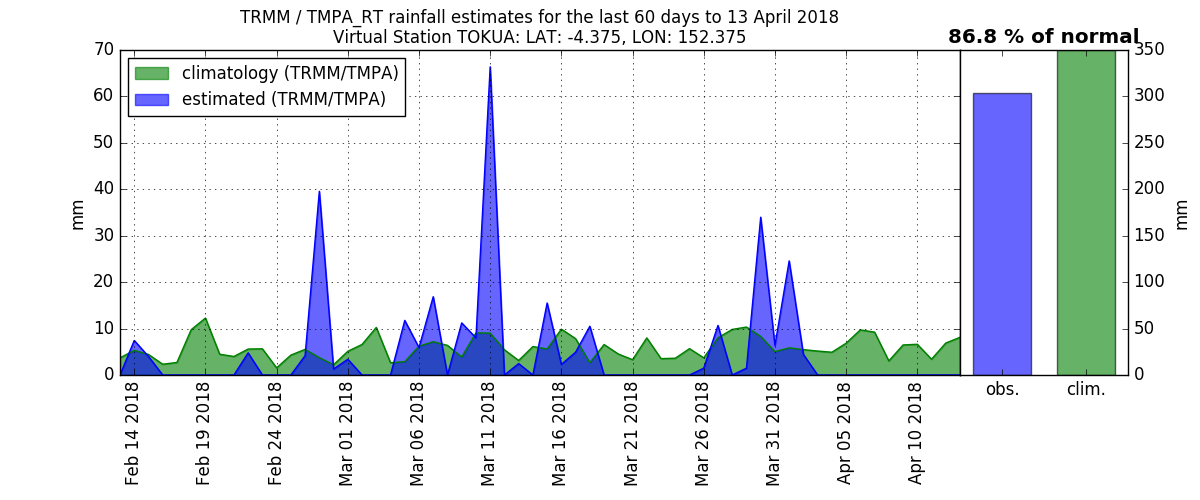 TRMM / TMPA_RT rainfall estimates for the last 60 days to 13 April 2018
Virtual Station TOKUA: LAT: -4.375, LON: 152.375
86.8 % of normal
climatology (TRMM/TMPA)
estimated (TRMM/TMPA)
70
60
50
40
30
20
10
0
mm
Feb 14 2018
Feb 19 2018
Feb 24 2018
Mar 01 2018
Mar 06 2018
Mar 11 2018
Mar 16 2018
Mar 21 2018
Mar 26 2018
Mar 31 2018
Apr 05 2018
Apr 10 2018
obs.
clim.
350
300
250
200
150
100
50
0
mm